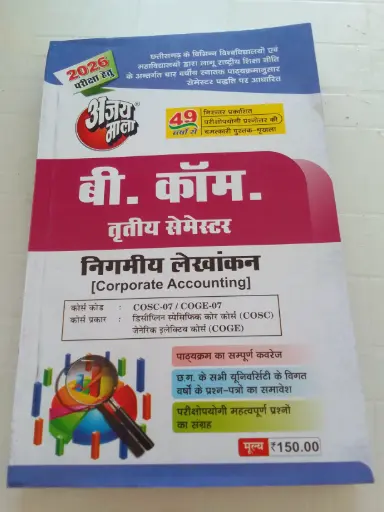 छत्तीसगढ़ के विभिन्न विश्वविद्यालयों एवं
महाविद्यालयों द्वारा लागू राष्ट्रीय शिक्षा नीति
के अन्तर्गत चार वर्षीय स्नातक पाठ्यक्रमानुसार
सेमेस्टर पद्धति पर आधारित
2026
परीक्षा हेतु
अजय
माला
49
वर्षों से
निरन्तर प्रकाशित
परीक्षोपयोगी प्रश्नोत्तर की
चमत्कारी पुस्तक-श्रृंखला
बी. कॉम.
तृतीय सेमेस्टर
निगमीय लेखांकन
[Corporate Accounting]
कोर्स कोड : COSC-07 / COGE-07
कोर्स प्रकार : डिसीप्लिन स्पेसिफिक कोर कोर्स (COSC)
जेनेरिक इलेक्टिव कोर्स (COGE)
पाठ्यक्रम का सम्पूर्ण कवरेज
छ.ग. के सभी यूनिवर्सिटी के विगत
वर्षों के प्रश्न-पत्रों का समावेश
परीक्षोपयोगी महत्वपूर्ण प्रश्नों
का संग्रह
मूल्य ₹150.00